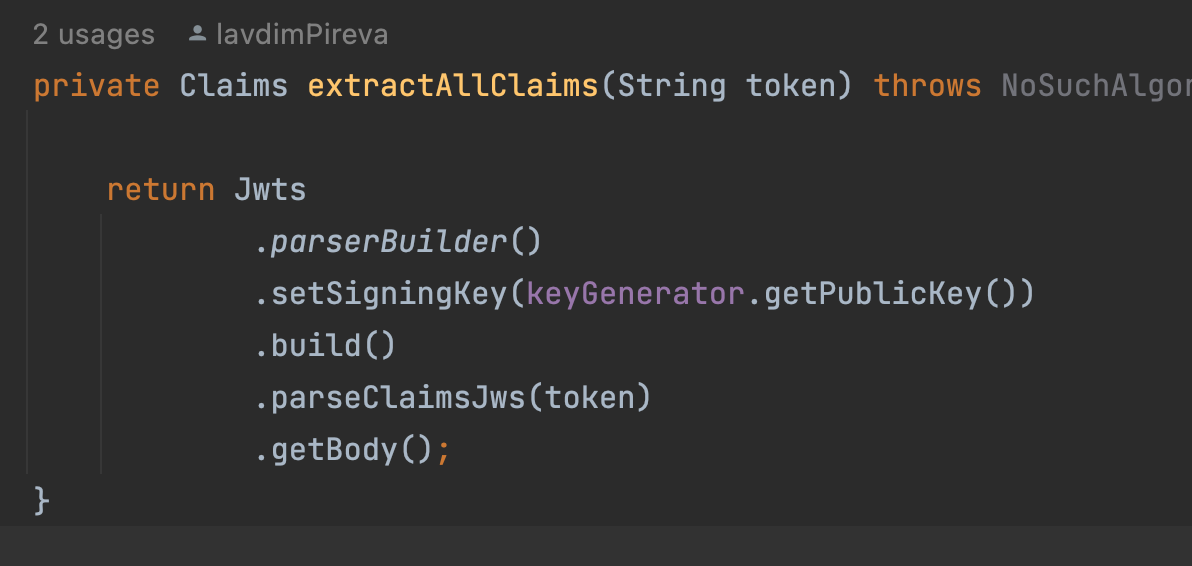 2 usages lavdimPireva
private Claims extractAllClaims(String token) throws
return Jwts
.parserBuilder()
.setSigningKey(keyGenerator.getPublicKey())
.build()
.parseClaimsJws(token)
.getBody();
}